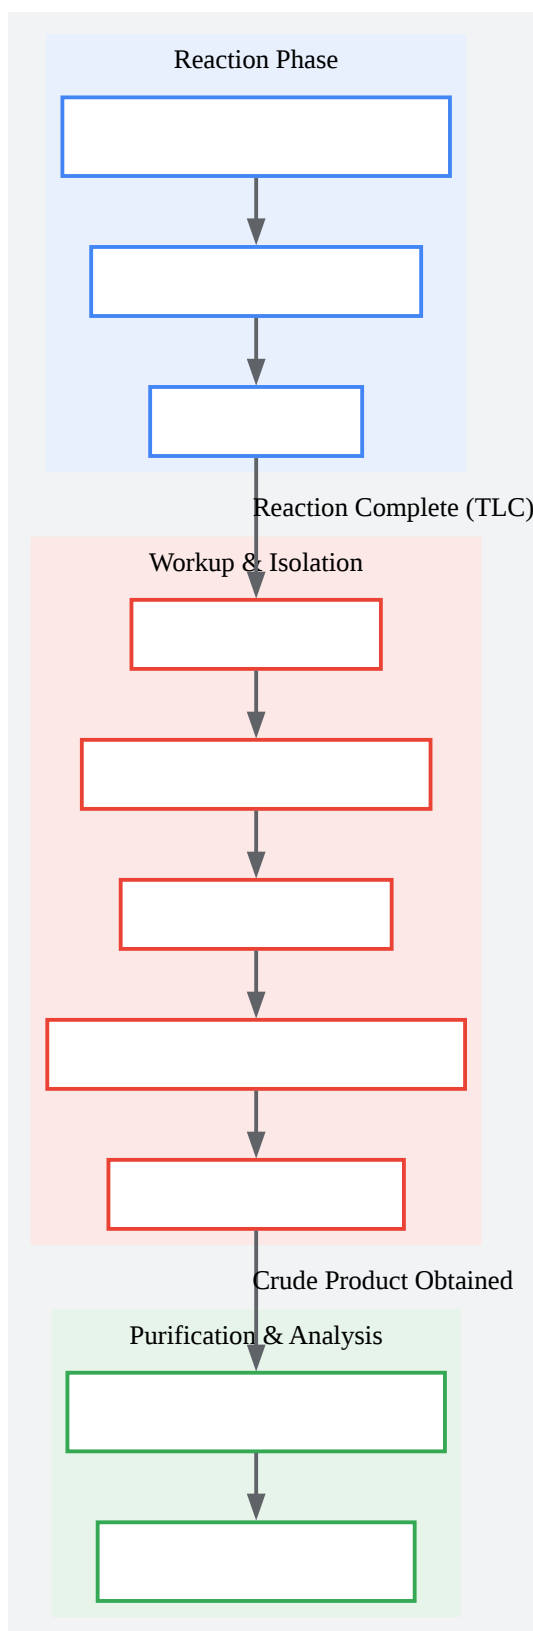 Reaction Phase
Reaction Complete (TLC)
Workup & Isolation
Crude Product Obtained
Purification & Analysis